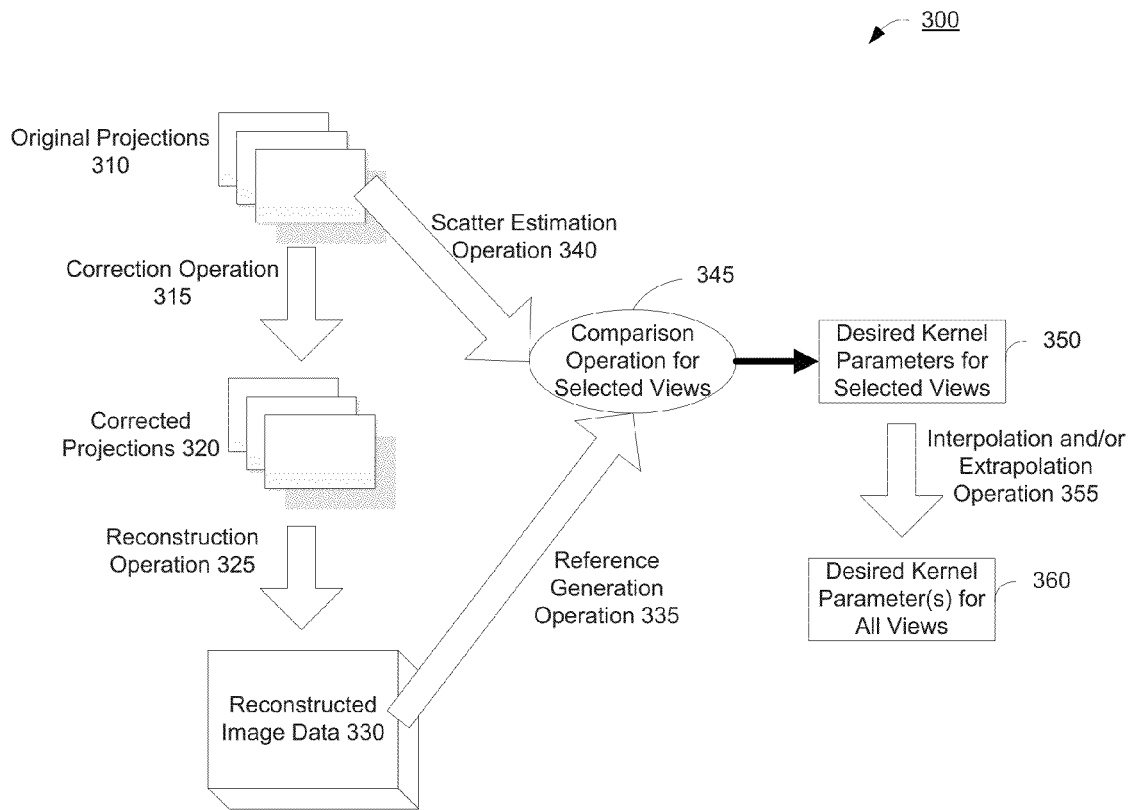 300
Original Projections
310
Scatter Estimation
Operation 340
Correction Operation
315
345
Comparison
Operation for
Selected Views
Desired Kernel
Parameters for
Selected Views
350
Corrected
Projections 320
Interpolation and/or
Extrapolation
Operation 355
Reconstruction
Operation 325
Reference
Generation
Operation 335
Desired Kernel
Parameter(s) for
All Views
360
Reconstructed
Image Data 330